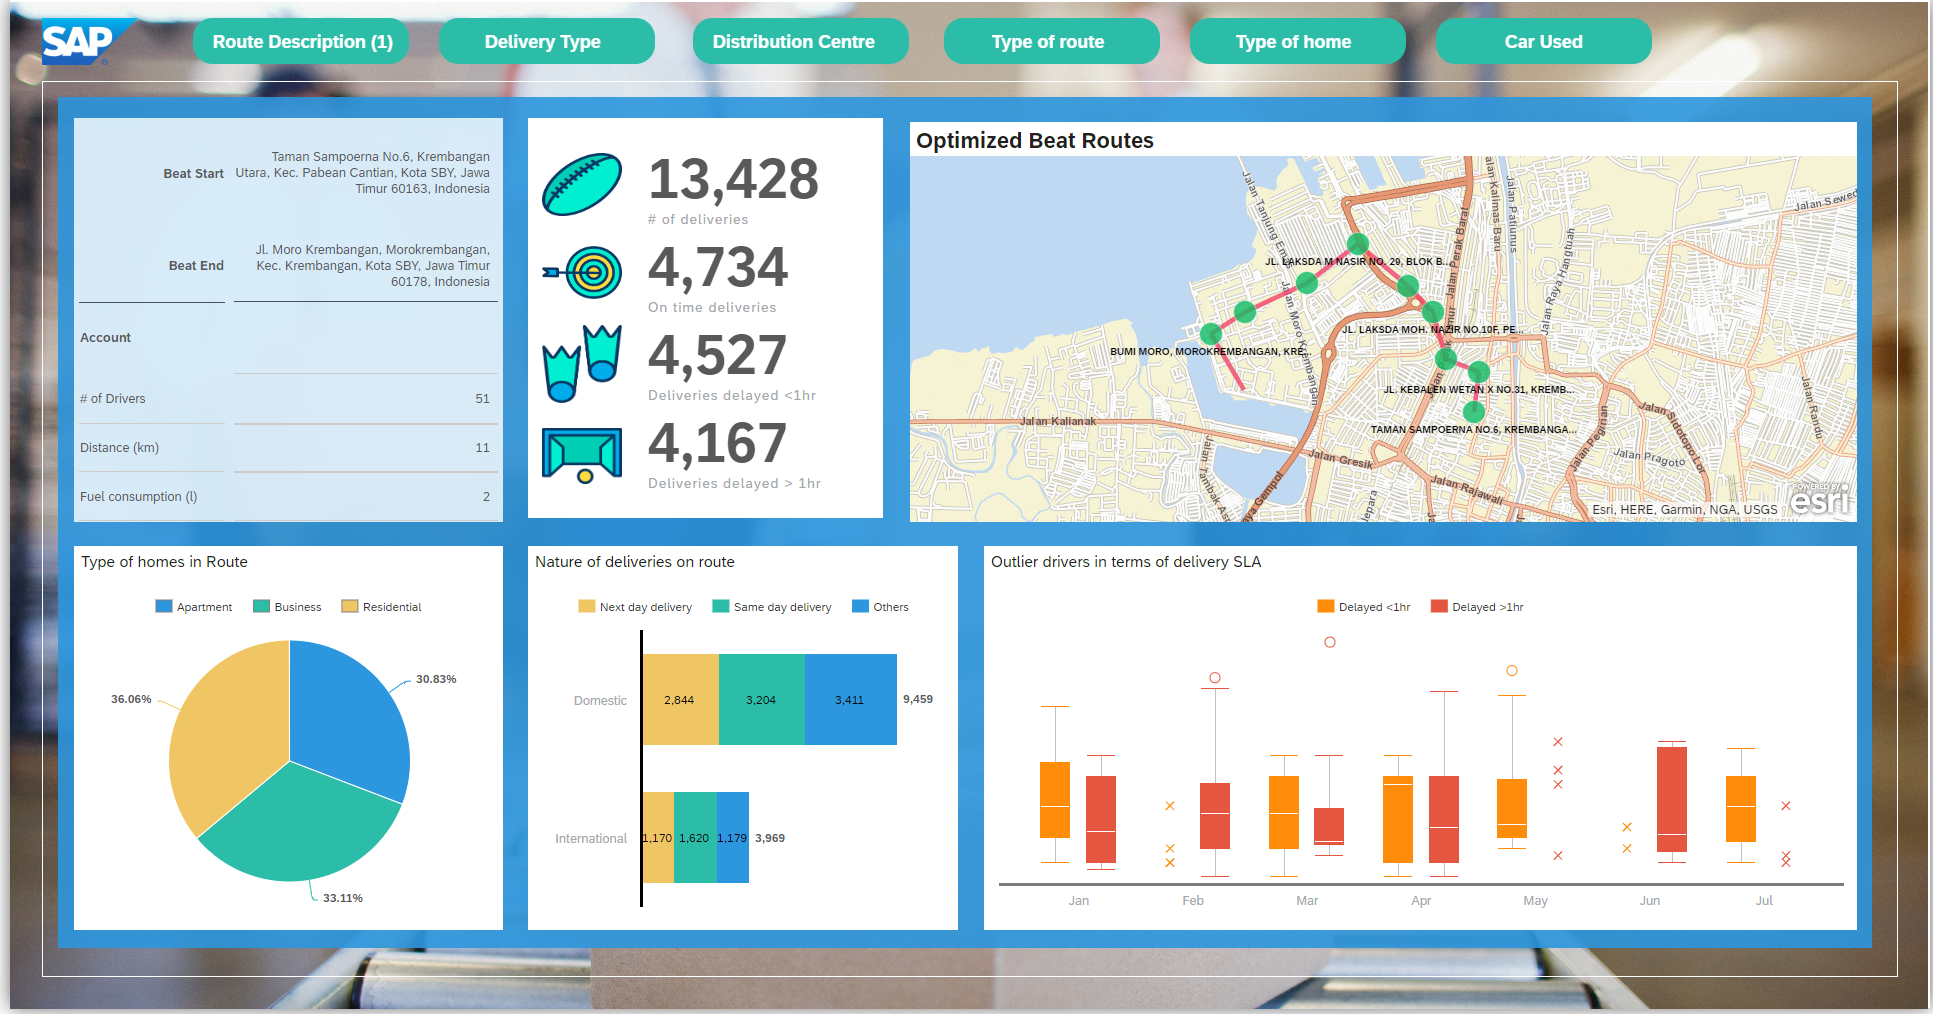 SAP
Route Description (1)
Delivery Type
Distribution Centre
Type of route
Type of home
Car Used
Beat Start
Taman Sampoerna No.6, Krembangan
Utara, Kec. Pabean Cantian, Kota SBY, Jawa
Timur 60163, Indonesia
Beat End
Jl. Moro Krembangan, Morokrembangan,
Kec. Krembangan, Kota SBY, Jawa Timur
60178, Indonesia
Account
# of Drivers 51
Distance (km) 11
Fuel consumption (l) 2
13,428
# of deliveries
4,734
On time deliveries
4,527
Deliveries delayed <1hr
4,167
Deliveries delayed > 1hr
Optimized Beat Routes
Jalan Tanjung Emas
Jalan Perak Barat
Jalan Kalimas Baru
Jalan Patiunus
Jalan Raya Hangtuah
Jalan Sewed
JL. LAKSDA M NASIR NO. 29, BLOK B...
JL. LAKSDA MOH. NAZIR NO.10F, PE...
BUMI MORO, MOROKREMBANGAN, KRE...
Jalan Moro Krembangan
JL. KEBALEN WETAN X NO.31, KREMB...
TAMAN SAMPOERNA NO.6, KREMBANGA...
Jalan Kalianak
Jalan Tambak Asr
aya Gempol
Jalan Gresik
Jepara
Jalan Rajawali
Jalan Pegirian
Jalan Sidotopo Lor
Jalan Pragoto
Jalan Randu
POWERED BY
esri
Esri, HERE, Garmin, NGA, USGS
Type of homes in Route
Apartment Business Residential
30.83%
36.06%
33.11%
Nature of deliveries on route
Next day delivery Same day delivery Others
Domestic 2,844 3,204 3,411 9,459
International 1,170 1,620 1,179 3,969
Outlier drivers in terms of delivery SLA
Delayed <1hr Delayed >1hr
Jan Feb Mar Apr May Jun Jul